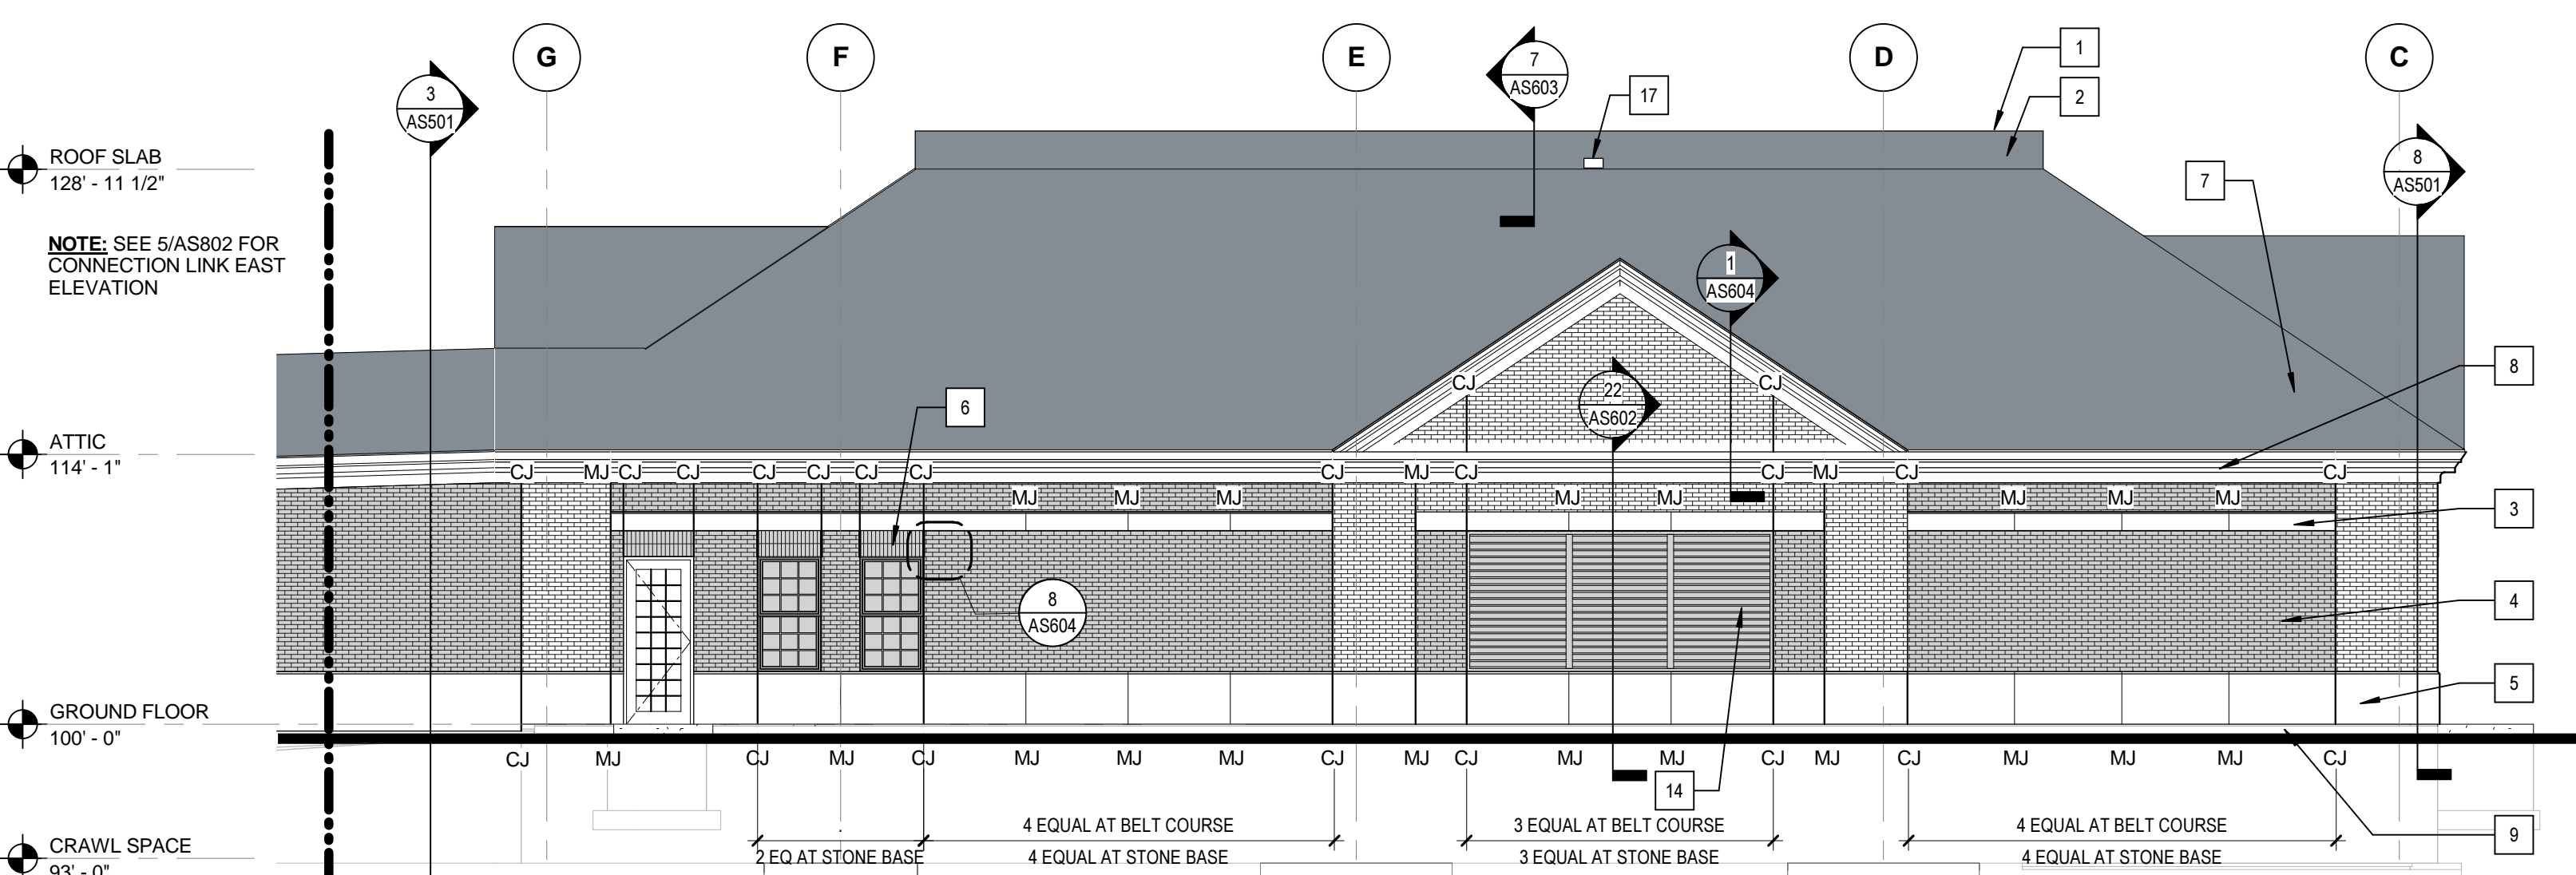 G
F
E
D
C
3
AS501
7
AS603
17
1
2
7
8
AS501
ROOF SLAB
128' - 11 1/2"
NOTE: SEE 5/AS802 FOR
CONNECTION LINK EAST
ELEVATION
1
AS604
8
CJ
CJ
22
AS602
6
ATTIC
114' - 1"
CJ MJ CJ CJ CJ CJ CJ CJ CJ MJ CJ CJ MJ CJ CJ
MJ MJ MJ MJ MJ MJ MJ MJ
3
8
AS604
4
5
GROUND FLOOR
100' - 0"
CJ MJ CJ MJ CJ MJ MJ MJ CJ MJ CJ MJ MJ CJ MJ CJ MJ MJ MJ CJ
14
9
4 EQUAL AT BELT COURSE
3 EQUAL AT BELT COURSE
4 EQUAL AT BELT COURSE
2 EQ AT STONE BASE
4 EQUAL AT STONE BASE
3 EQUAL AT STONE BASE
4 EQUAL AT STONE BASE
CRAWL SPACE
93' - 0"